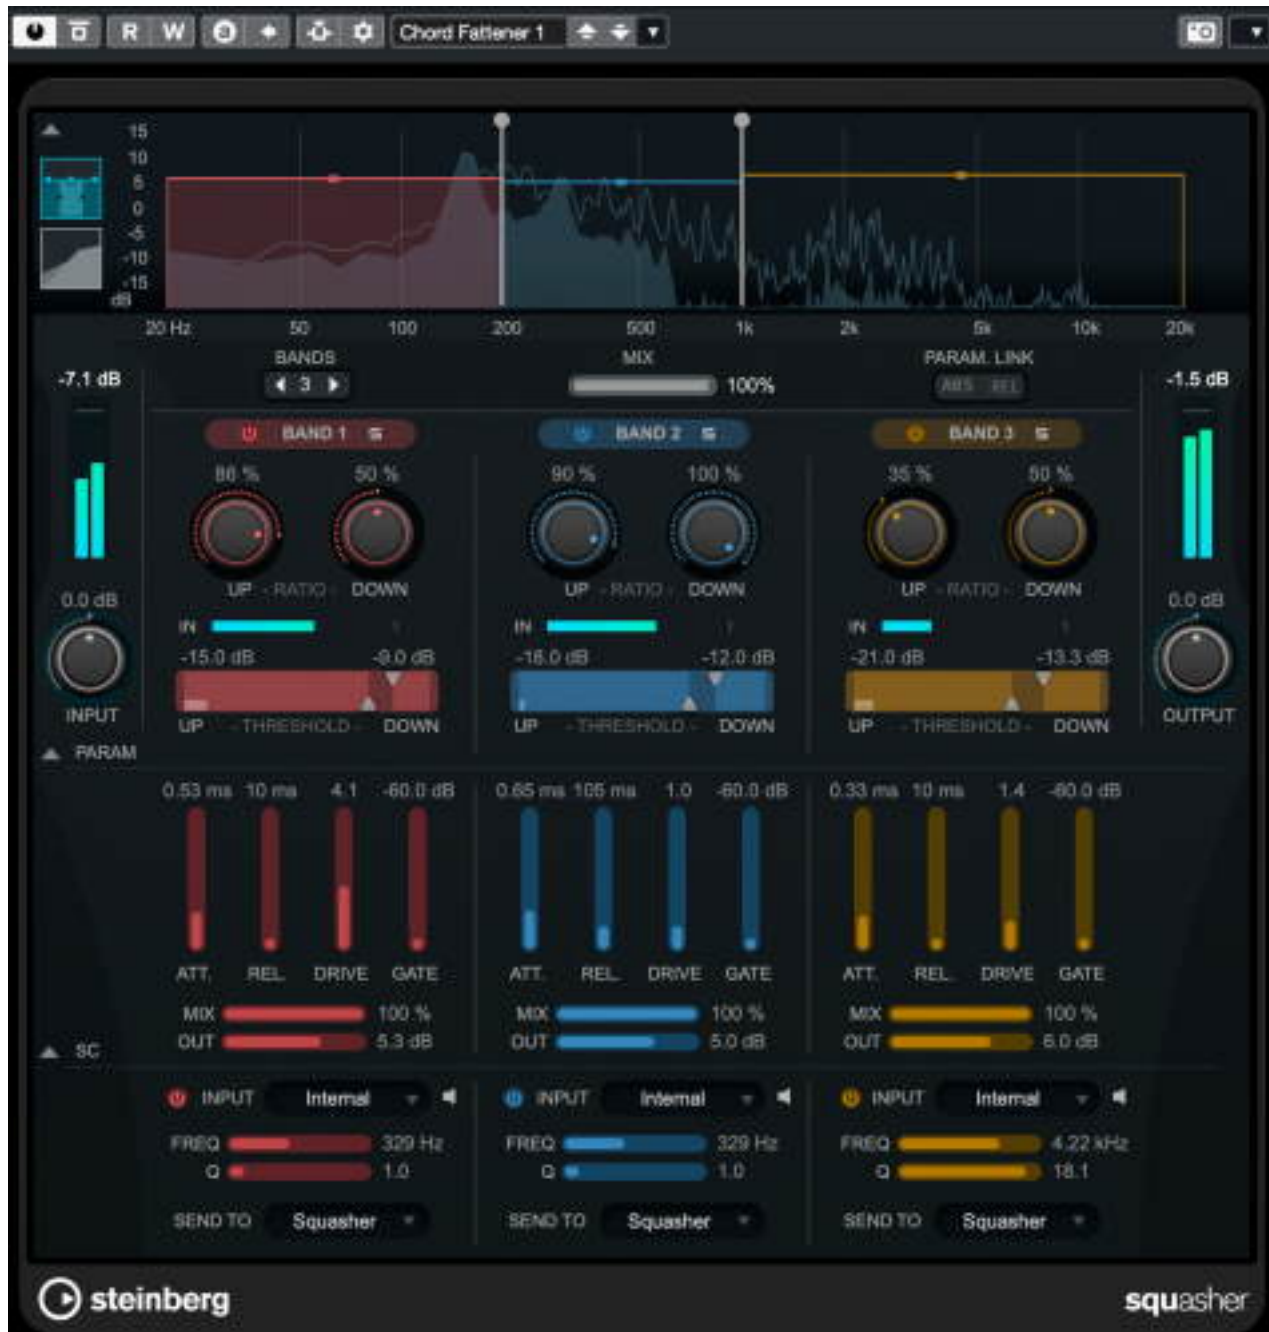 R W Chord Fattener 1
15
10
5
0
-5
-10
-15
dB
20 Hz 50 100 200 500 1k 2k 5k 10k 20k
BANDS MIX PARAM. LINK
-7.1 dB 3 100% ABS REL -1.5 dB
BAND 1 S BAND 2 S BAND 3 S
86 % 50 % 90 % 100 % 35 % 50 %
UP - RATIO - DOWN UP - RATIO - DOWN UP - RATIO - DOWN
0.0 dB 0.0 dB
IN IN IN
-15.0 dB -9.0 dB -16.0 dB -12.0 dB -21.0 dB -13.3 dB
INPUT OUTPUT
UP - THRESHOLD - DOWN UP - THRESHOLD - DOWN UP - THRESHOLD - DOWN
PARAM
0.53 ms 10 ms 4.1 -60.0 dB 0.65 ms 105 ms 1.0 -60.0 dB 0.33 ms 10 ms 1.4 -60.0 dB
ATT. REL. DRIVE GATE ATT. REL. DRIVE GATE ATT. REL. DRIVE GATE
MIX 100 % MIX 100 % MIX 100 %
OUT 5.3 dB OUT 5.0 dB OUT 6.0 dB
SC
INPUT Internal INPUT Internal INPUT Internal
FREQ 329 Hz FREQ 329 Hz FREQ 4.22 kHz
Q 1.0 Q 1.0 Q 18.1
SEND TO Squasher SEND TO Squasher SEND TO Squasher
steinberg squasher